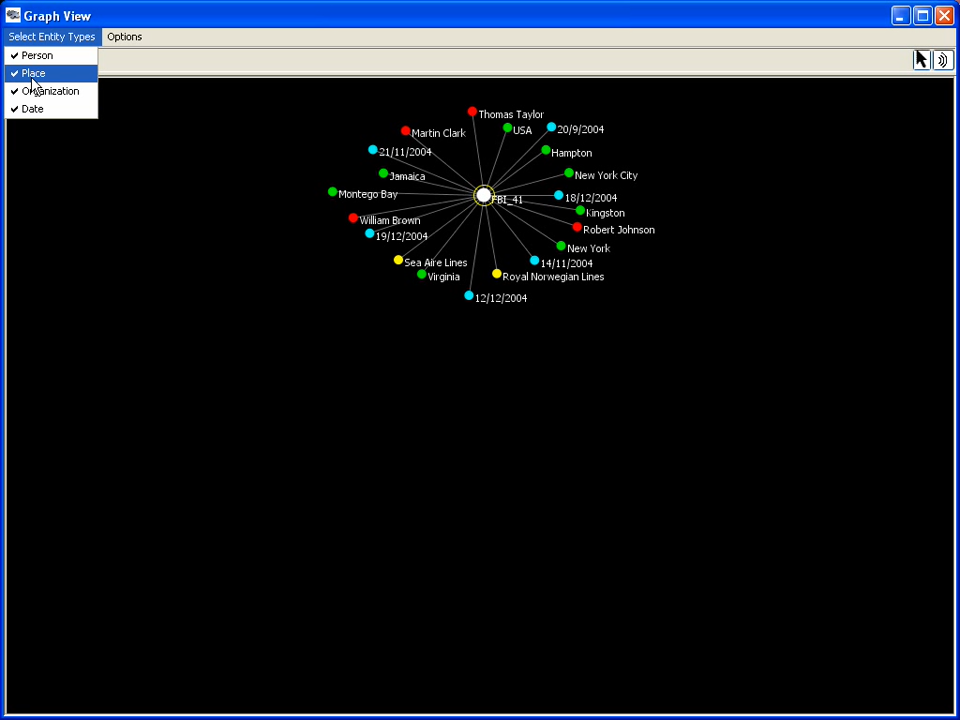 Graph View
Select Entity Types Options
Person
Place
Organization
Date
Thomas Taylor
USA
20/9/2004
Martin Clark
21/11/2004
Hampton
Jamaica
New York City
Montego Bay
FBI_41
18/12/2004
Kingston
William Brown
Robert Johnson
19/12/2004
New York
Sea Aire Lines
14/11/2004
Virginia
Royal Norwegian Lines
12/12/2004